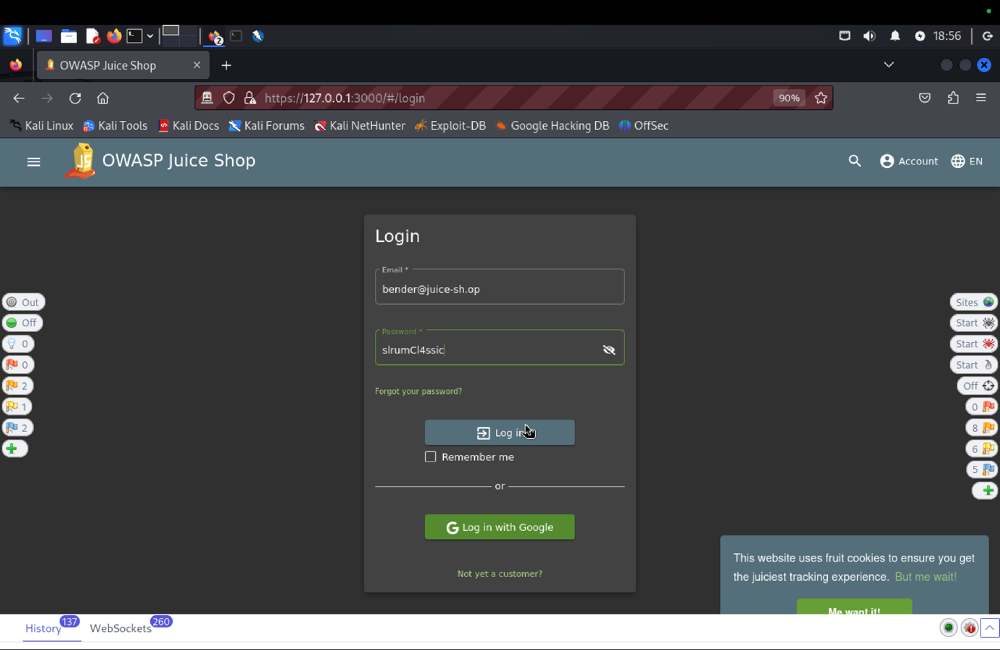 18:56
OWASP Juice Shop
https://127.0.0.1:3000/#/login
90%
Kali Linux
Kali Tools
Kali Docs
Kali Forums
Kali NetHunter
Exploit-DB
Google Hacking DB
OffSec
OWASP Juice Shop
Account
EN
Login
Email *
bender@juice-sh.op
Password *
slrumCl4ssic
Forgot your password?
Log in
Remember me
or
Log in with Google
Not yet a customer?
Out
Off
0
0
2
1
2
Sites
Start
Start
Start
Off
0
8
6
5
This website uses fruit cookies to ensure you get
the juiciest tracking experience. But me wait!
Me want it!
History 137
WebSockets 260